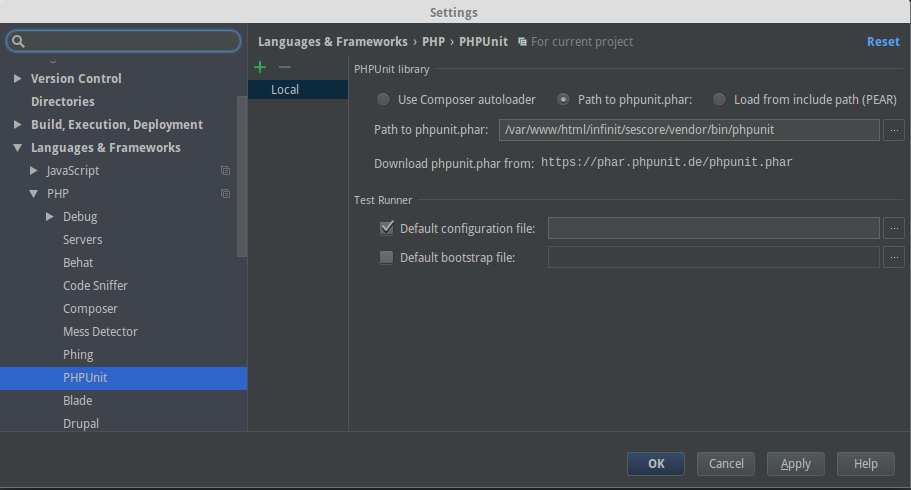 Settings
Languages & Frameworks › PHP › PHPUnit For current project Reset
Version Control
Directories
Build, Execution, Deployment
Languages & Frameworks
JavaScript
PHP
Debug
Servers
Behat
Code Sniffer
Composer
Mess Detector
Phing
PHPUnit
Blade
Drupal
Local
PHPUnit library
Use Composer autoloader Path to phpunit.phar: Load from include path (PEAR)
Path to phpunit.phar: /var/www/html/infinit/sescore/vendor/bin/phpunit ...
Download phpunit.phar from: https://phar.phpunit.de/phpunit.phar
Test Runner
Default configuration file: ...
Default bootstrap file: ...
OK Cancel Apply Help